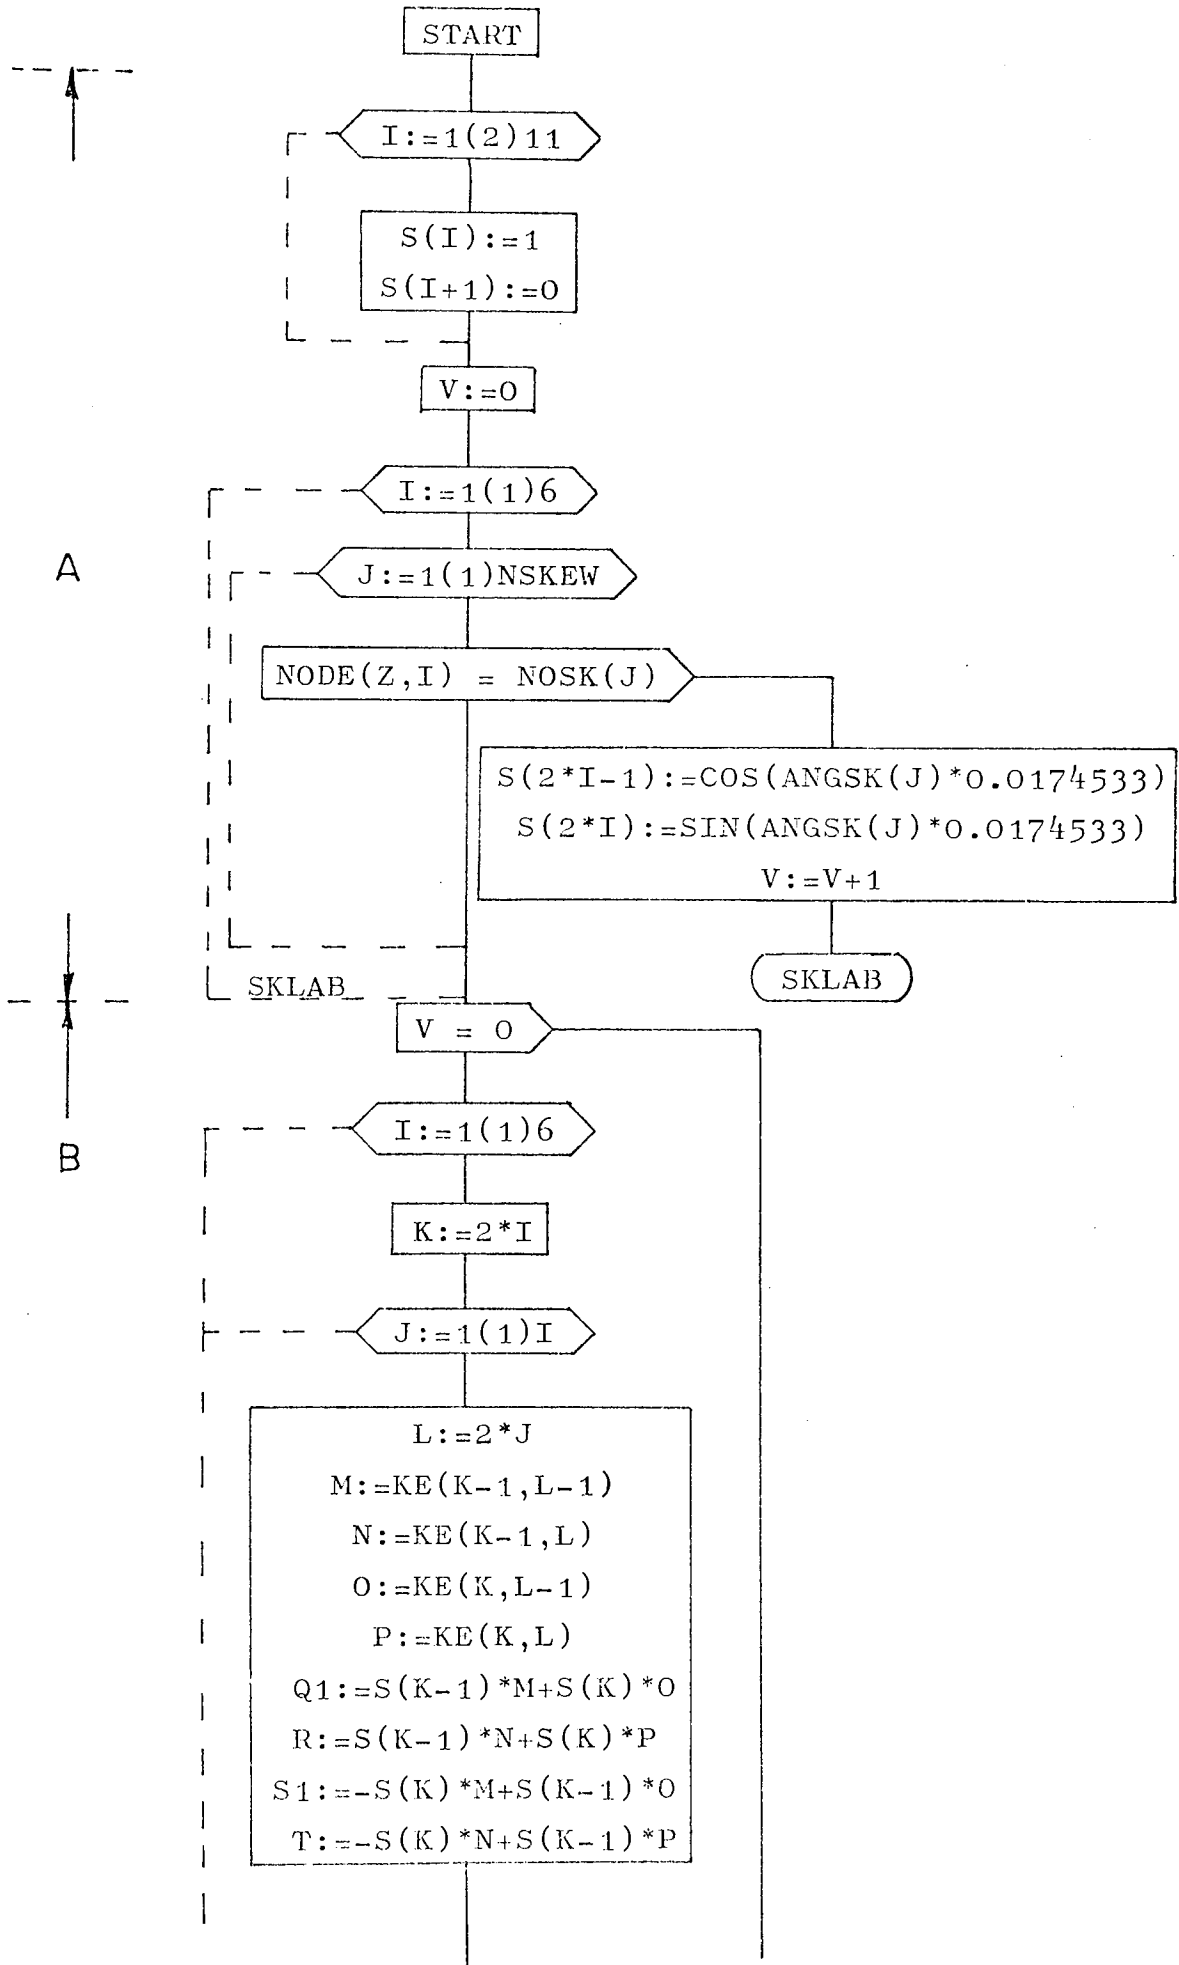 START
I:=1(2)11
S(I):=1
S(I+1):=0
V:=0
I:=1(1)6
J:=1(1)NSKEW
A
NODE(Z,I) = NOSK(J)
S(2*I-1):=COS(ANGSK(J)*0.0174533)
S(2*I):=SIN(ANGSK(J)*0.0174533)
V:=V+1
SKLAB
SKLAB
V = 0
I:=1(1)6
B
K:=2*I
J:=1(1)I
L:=2*J
M:=KE(K-1,L-1)
N:=KE(K-1,L)
O:=KE(K,L-1)
P:=KE(K,L)
Q1:=S(K-1)*M+S(K)*O
R:=S(K-1)*N+S(K)*P
S1:=-S(K)*M+S(K-1)*O
T:=-S(K)*N+S(K-1)*P